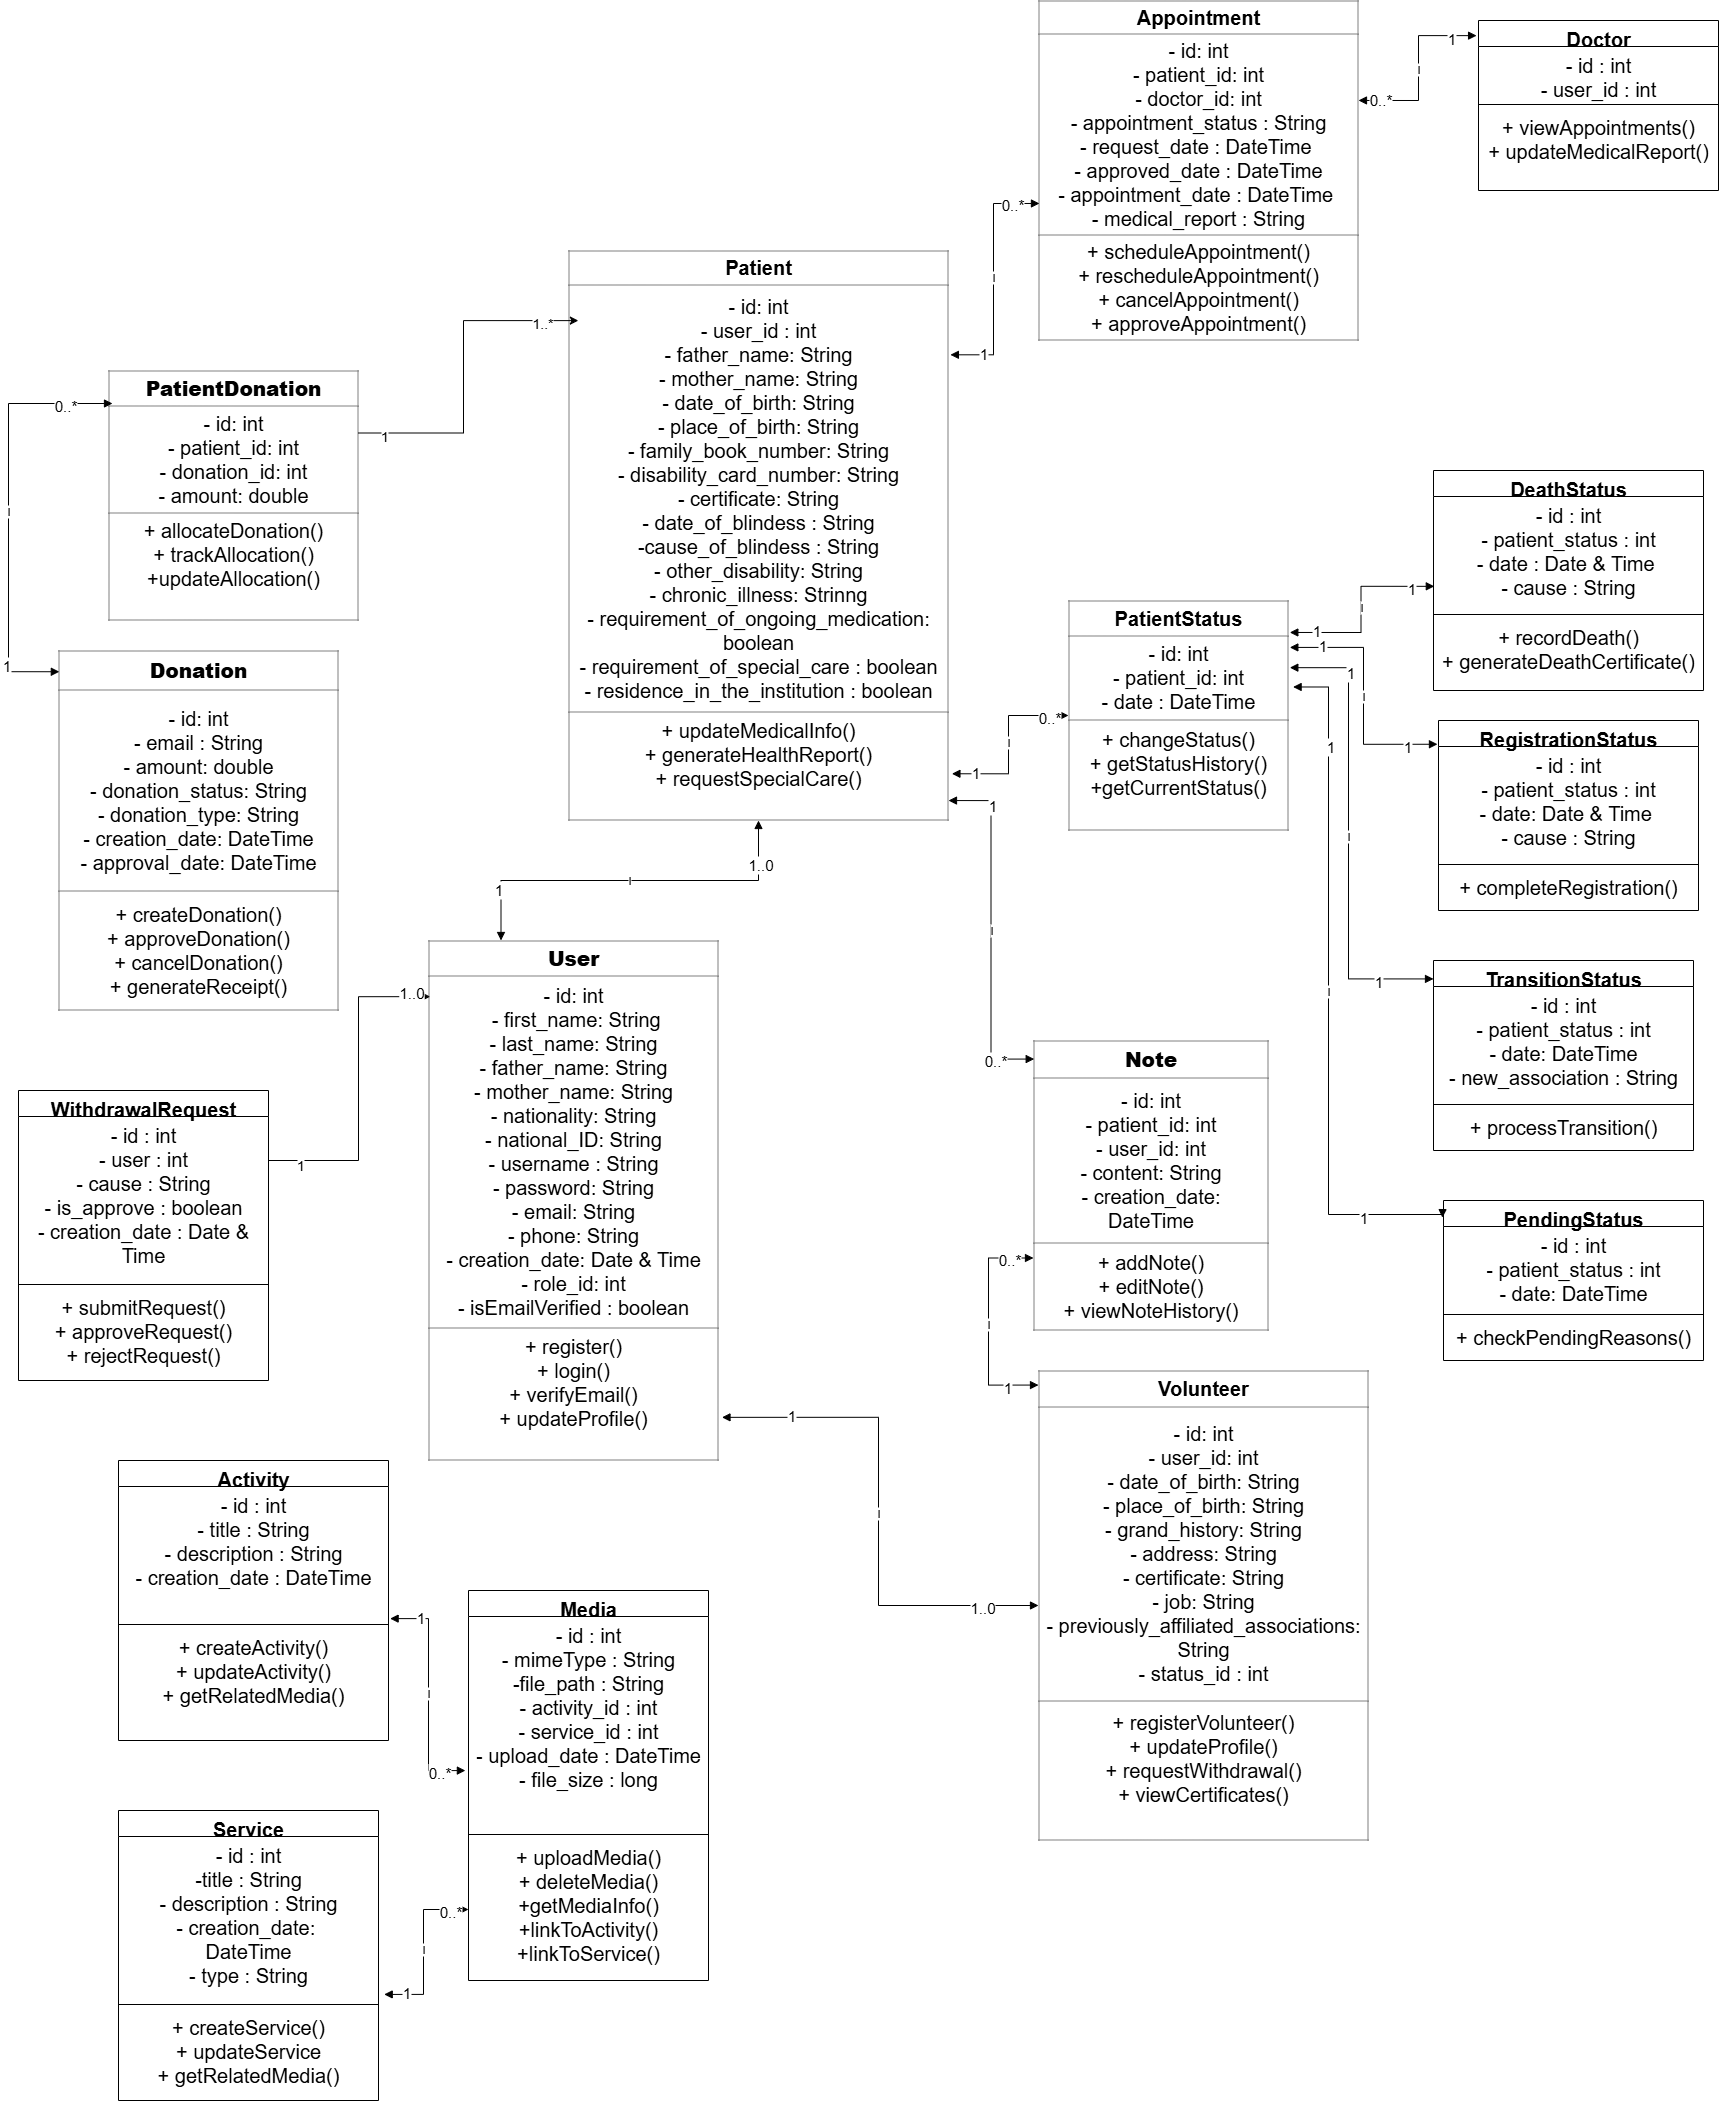 Appointment
- id: int
- patient_id: int
- doctor_id: int
- appointment_status : String
- request_date : DateTime
- approved_date : DateTime
- appointment_date : DateTime
- medical_report : String
+ scheduleAppointment()
+ rescheduleAppointment()
+ cancelAppointment()
+ approveAppointment()
0..*
1
Doctor
- id : int
- user_id : int
+ viewAppointments()
+ updateMedicalReport()
0..*
1
Patient
- id: int
- user_id : int
- father_name: String
- mother_name: String
- date_of_birth: String
- place_of_birth: String
- family_book_number: String
- disability_card_number: String
- certificate: String
- date_of_blindess : String
-cause_of_blindess : String
- other_disability: String
- chronic_illness: Strinng
- requirement_of_ongoing_medication:
boolean
- requirement_of_special_care : boolean
- residence_in_the_institution : boolean
+ updateMedicalInfo()
+ generateHealthReport()
+ requestSpecialCare()
1..*
1
PatientDonation
- id: int
- patient_id: int
- donation_id: int
- amount: double
+ allocateDonation()
+ trackAllocation()
+updateAllocation()
0..*
1
Donation
- id: int
- email : String
- amount: double
- donation_status: String
- donation_type: String
- creation_date: DateTime
- approval_date: DateTime
+ createDonation()
+ approveDonation()
+ cancelDonation()
+ generateReceipt()
PatientStatus
- id: int
- patient_id: int
- date : DateTime
+ changeStatus()
+ getStatusHistory()
+getCurrentStatus()
0..*
1
1
1
1
1
DeathStatus
- id : int
- patient_status : int
- date : Date & Time
- cause : String
+ recordDeath()
+ generateDeathCertificate()
1
RegistrationStatus
- id : int
- patient_status : int
- date: Date & Time
- cause : String
+ completeRegistration()
1
TransitionStatus
- id : int
- patient_status : int
- date: DateTime
- new_association : String
+ processTransition()
1
PendingStatus
- id : int
- patient_status : int
- date: DateTime
+ checkPendingReasons()
1
1..0
1
User
- id: int
- first_name: String
- last_name: String
- father_name: String
- mother_name: String
- nationality: String
- national_ID: String
- username : String
- password: String
- email: String
- phone: String
- creation_date: Date & Time
- role_id: int
- isEmailVerified : boolean
+ register()
+ login()
+ verifyEmail()
+ updateProfile()
1..0
1
WithdrawalRequest
- id : int
- user : int
- cause : String
- is_approve : boolean
- creation_date : Date &
Time
+ submitRequest()
+ approveRequest()
+ rejectRequest()
1
0..*
Note
- id: int
- patient_id: int
- user_id: int
- content: String
- creation_date:
DateTime
+ addNote()
+ editNote()
+ viewNoteHistory()
0..*
1
Volunteer
- id: int
- user_id: int
- date_of_birth: String
- place_of_birth: String
- grand_history: String
- address: String
- certificate: String
- job: String
- previously_affiliated_associations:
String
- status_id : int
+ registerVolunteer()
+ updateProfile()
+ requestWithdrawal()
+ viewCertificates()
1
1..0
Activity
- id : int
- title : String
- description : String
- creation_date : DateTime
+ createActivity()
+ updateActivity()
+ getRelatedMedia()
1
0..*
Media
- id : int
- mimeType : String
-file_path : String
- activity_id : int
- service_id : int
- upload_date : DateTime
- file_size : long
+ uploadMedia()
+ deleteMedia()
+getMediaInfo()
+linkToActivity()
+linkToService()
0..*
1
Service
- id : int
-title : String
- description : String
- creation_date:
DateTime
- type : String
+ createService()
+ updateService
+ getRelatedMedia()